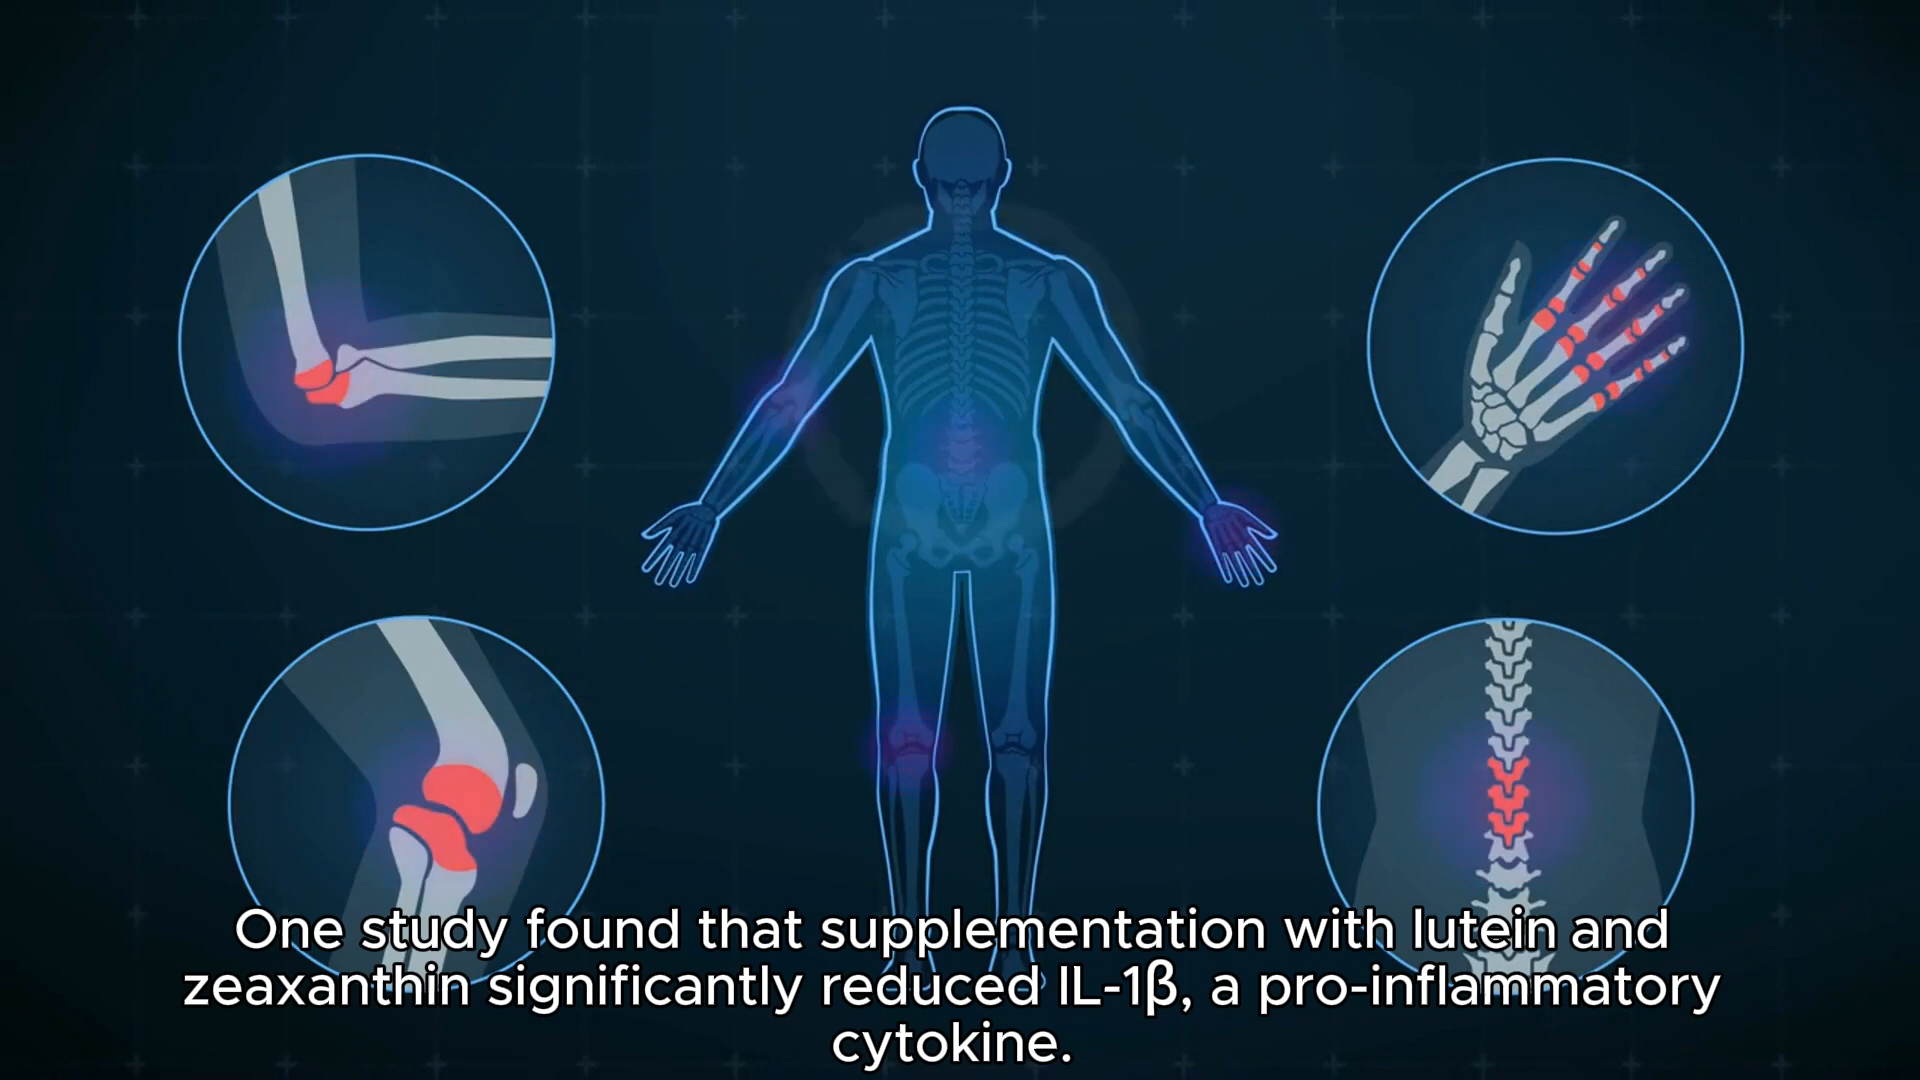 One study found that supplementation with lutein and
zeaxanthin significantly reduced IL-1β, a pro-inflammatory
cytokine.